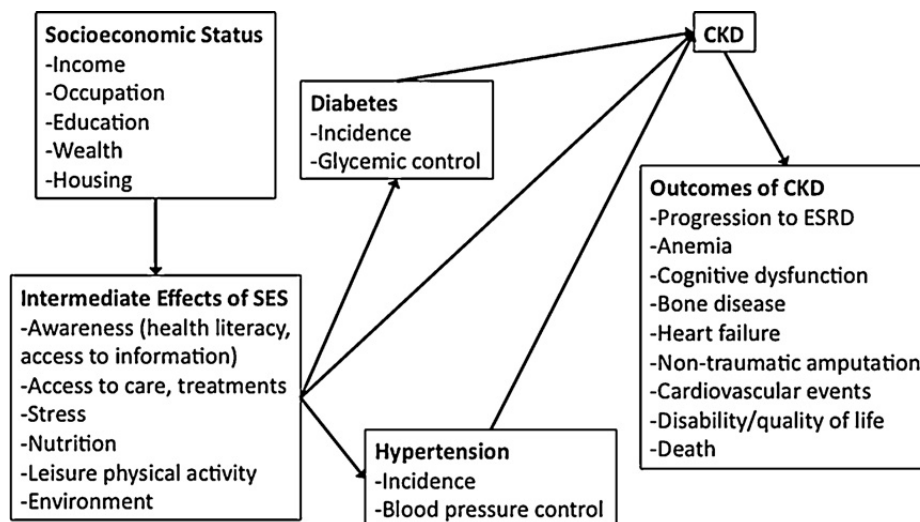 Socioeconomic Status
-Income
-Occupation
-Education
-Wealth
-Housing
Intermediate Effects of SES
-Awareness (health literacy,
access to information)
-Access to care, treatments
-Stress
-Nutrition
-Leisure physical activity
-Environment
Diabetes
-Incidence
-Glycemic control
Hypertension
-Incidence
-Blood pressure control
CKD
Outcomes of CKD
-Progression to ESRD
-Anemia
-Cognitive dysfunction
-Bone disease
-Heart failure
-Non-traumatic amputation
-Cardiovascular events
-Disability/quality of life
-Death